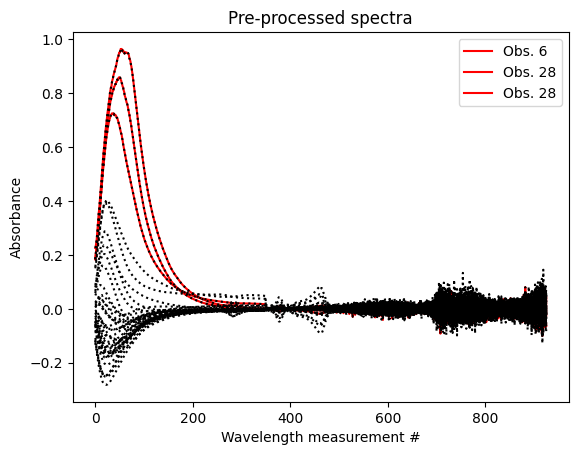 Pre-processed spectra
1.0
0.8
0.6
0.4
0.2
0.0
−0.2
Absorbance
Obs. 6
Obs. 28
Obs. 28
0 200 400 600 800
Wavelength measurement #